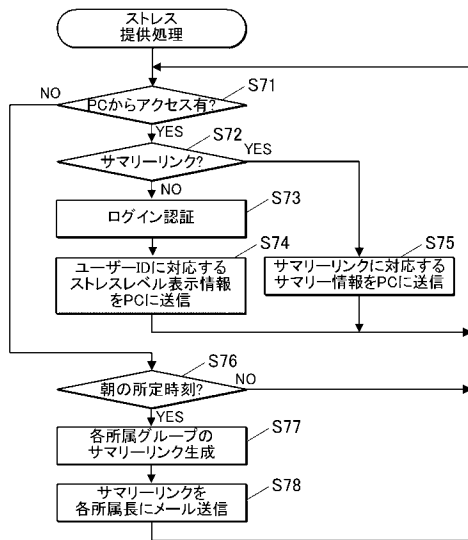 ストレス
提供処理
S71
NO
PCからアクセス有?
YES
S72
サマリーリンク?
YES
NO
S73
ログイン認証
S74
ユーザーIDに対応する
ストレスレベル表示情報
をPCに送信
S75
サマリーリンクに対応する
サマリー情報をPCに送信
S76
朝の所定時刻?
NO
YES
S77
各所属グループの
サマリーリンク生成
S78
サマリーリンクを
各所属長にメール送信